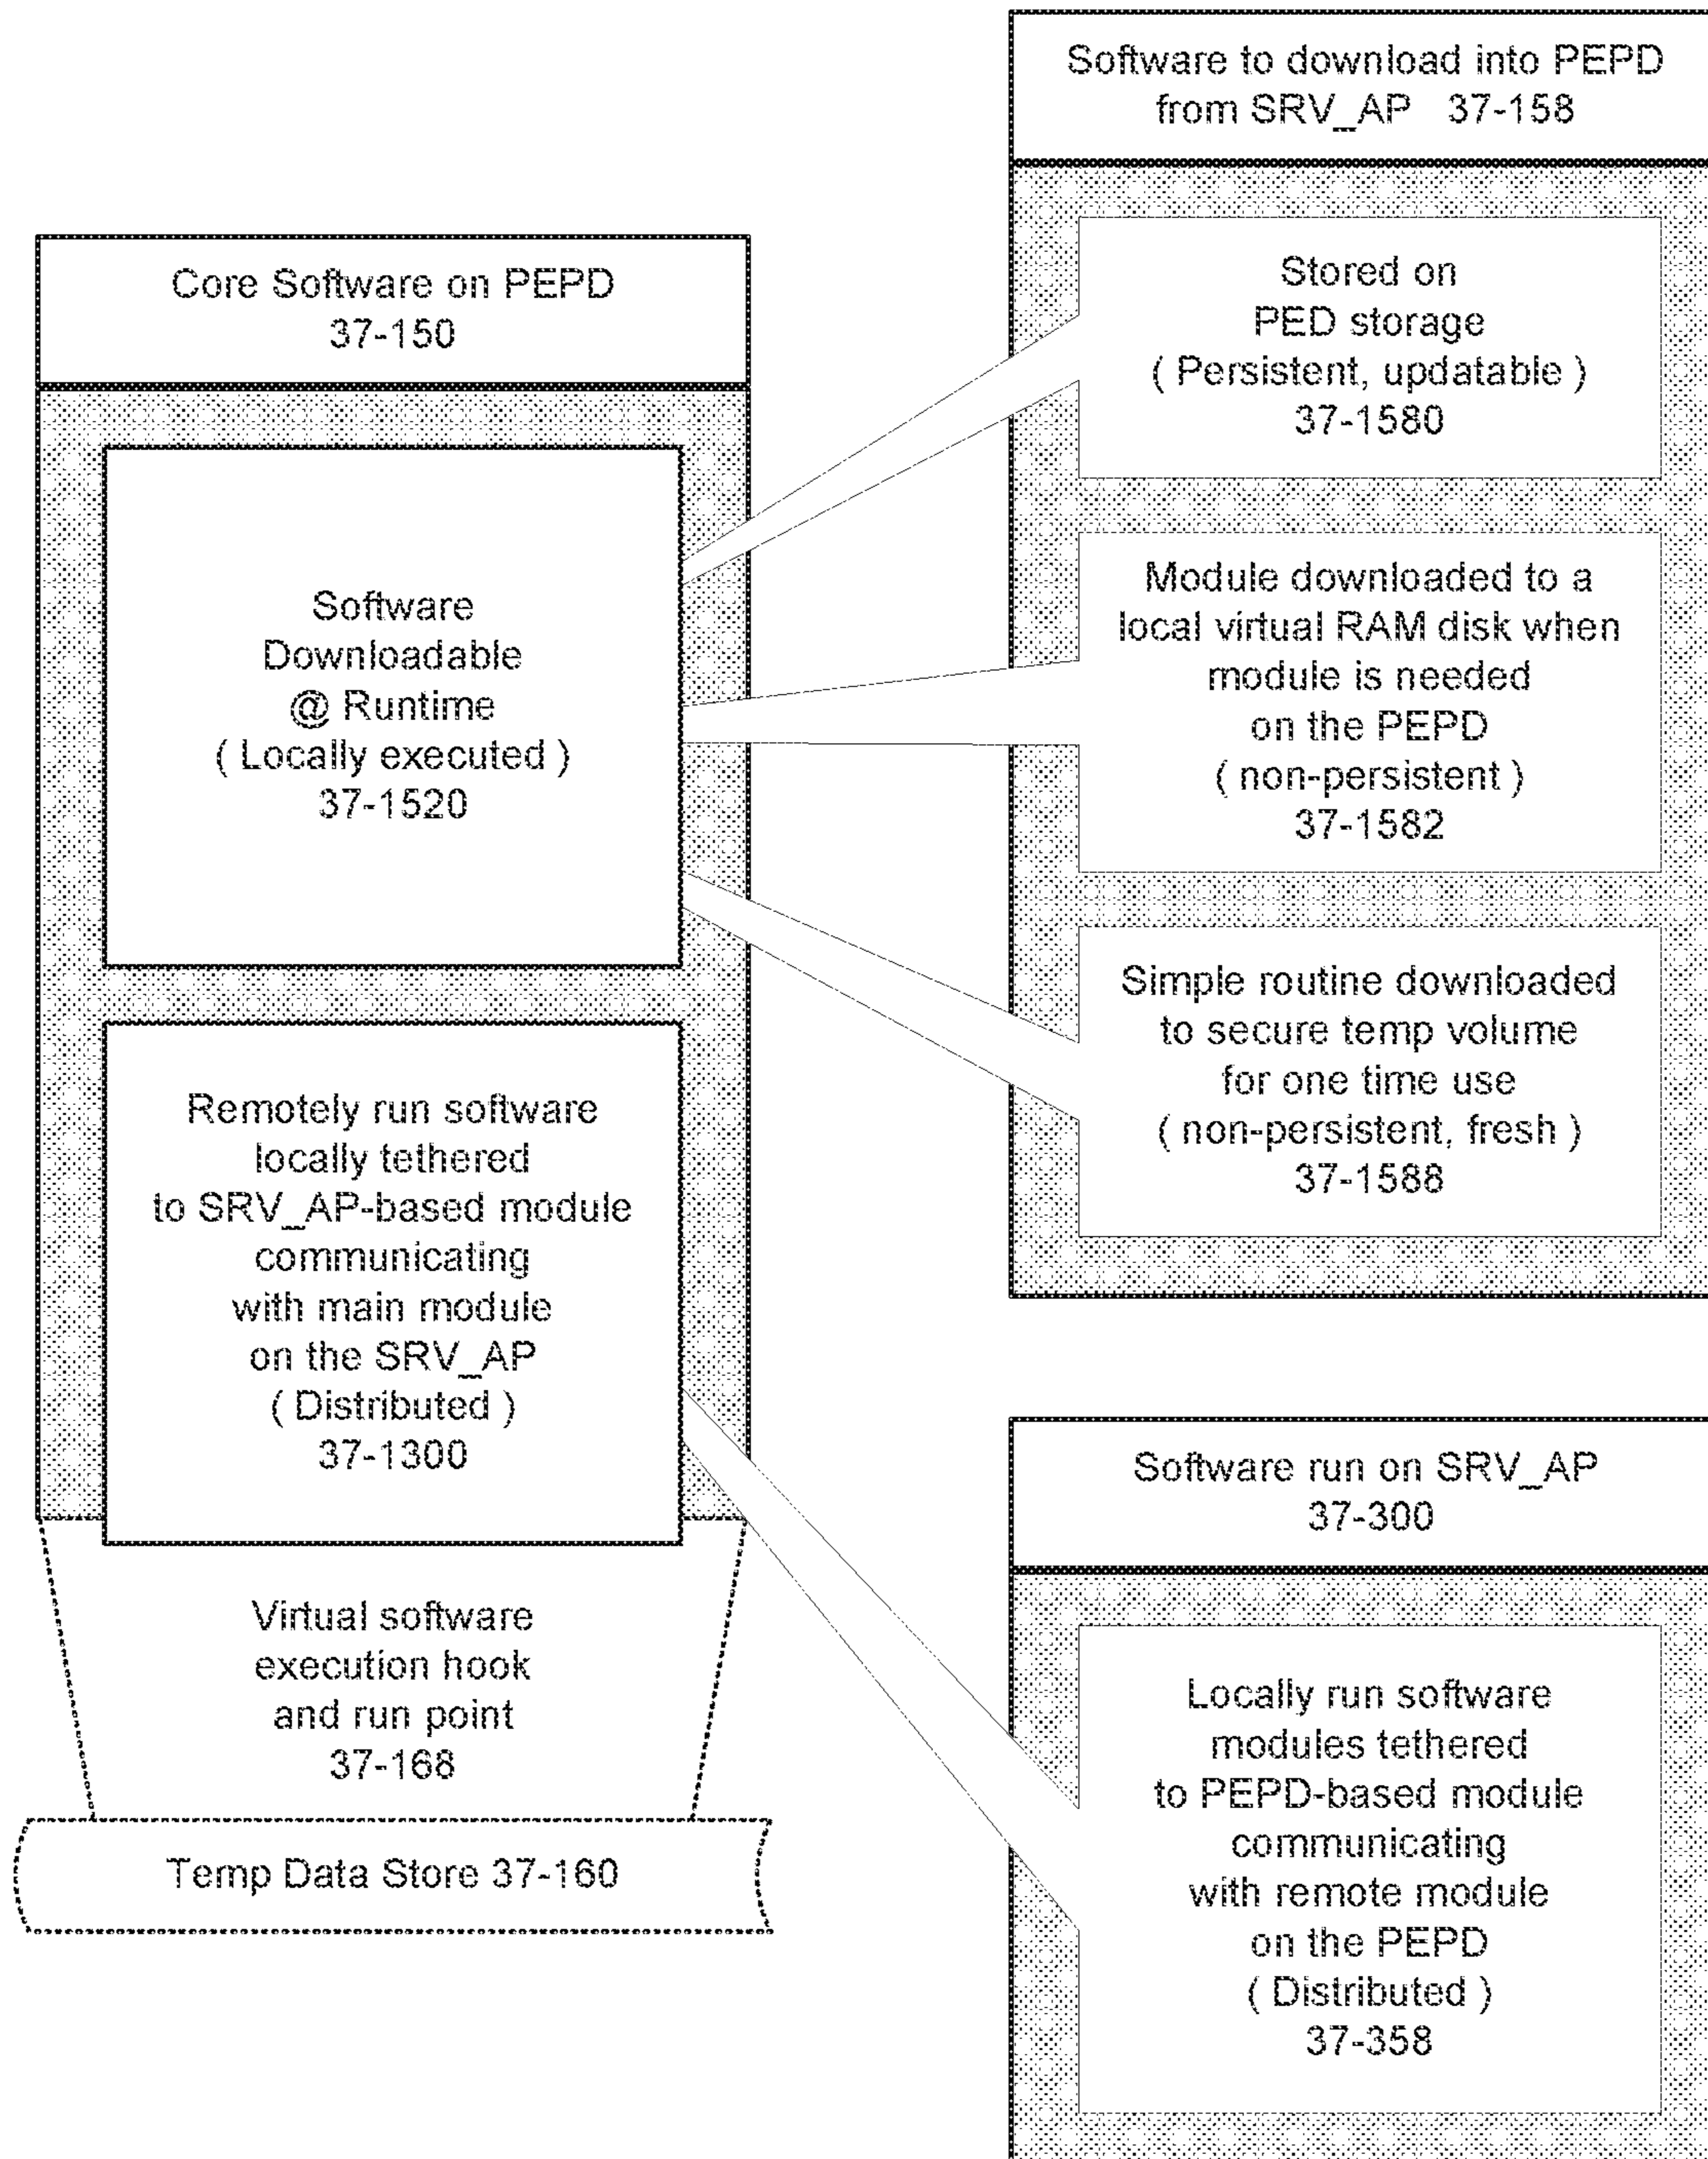 Software to download into PEPD
from SRV_AP 37-158
Stored on
PED storage
( Persistent, updatable )
37-1580
Module downloaded to a
local virtual RAM disk when
module is needed
on the PEPD
( non-persistent )
37-1582
Simple routine downloaded
to secure temp volume
for one time use
( non-persistent, fresh )
37-1588
Core Software on PEPD
37-150
Software
Downloadable
@ Runtime
( Locally executed )
37-1520
Remotely run software
locally tethered
to SRV_AP-based module
communicating
with main module
on the SRV_AP
( Distributed )
37-1300
Virtual software
execution hook
and run point
37-168
Temp Data Store 37-160
Software run on SRV_AP
37-300
Locally run software
modules tethered
to PEPD-based module
communicating
with remote module
on the PEPD
( Distributed )
37-358